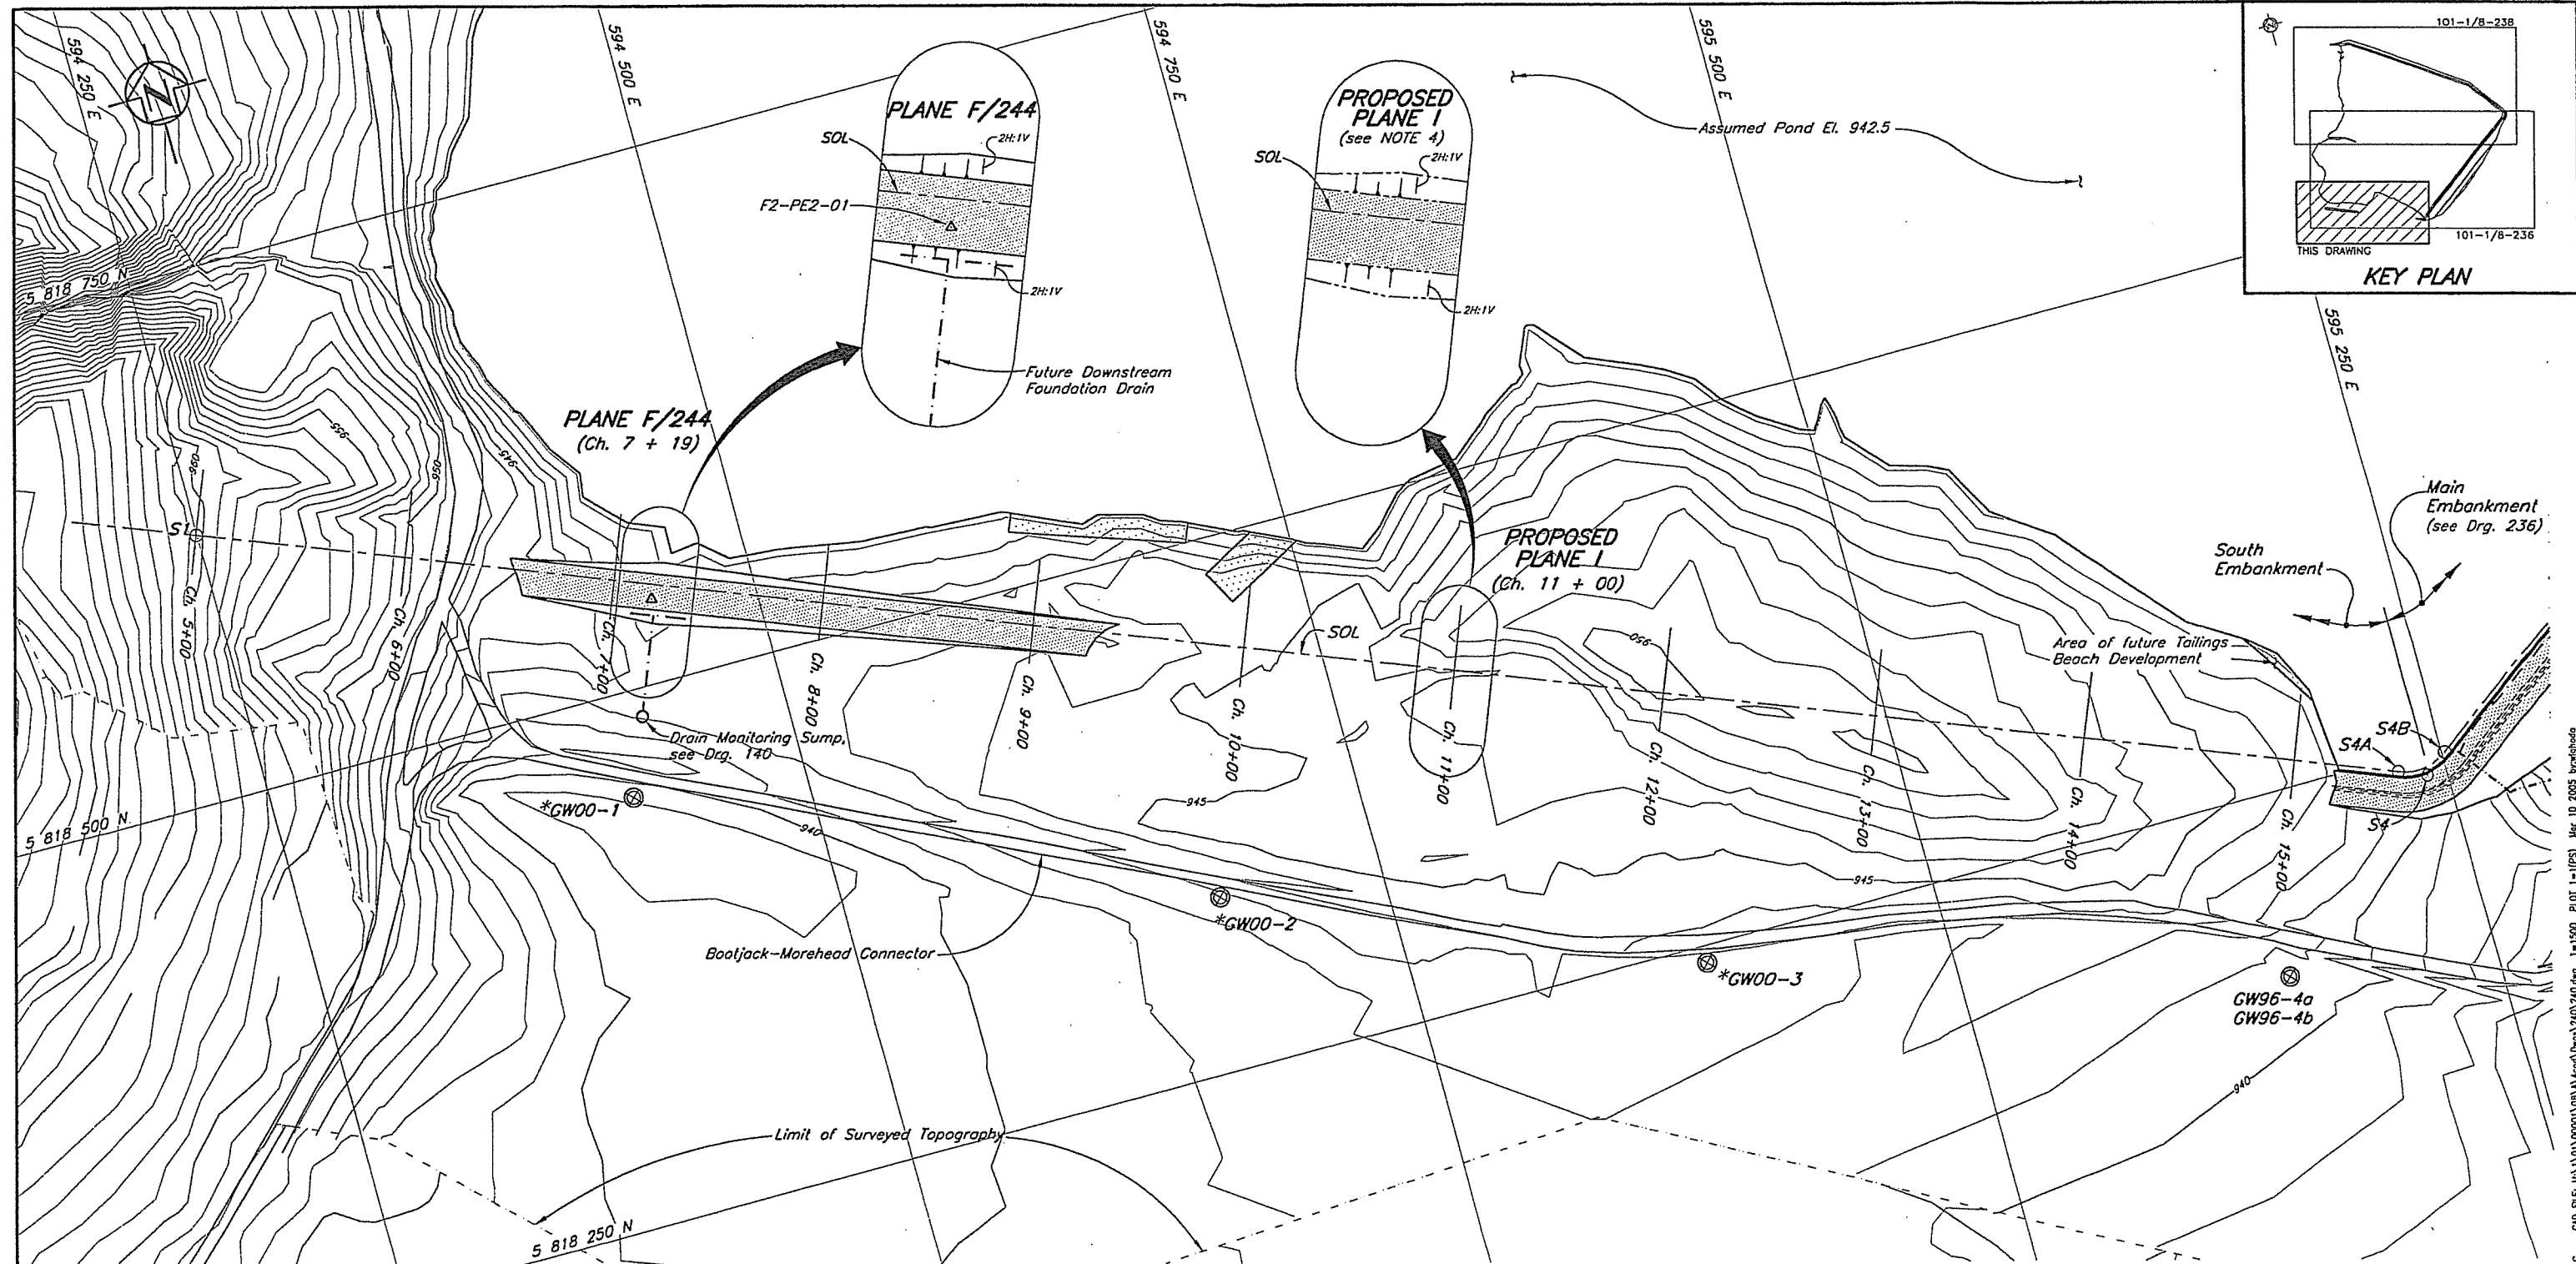 594 250 E
594 500 E
594 750 E
595 500 E
101-1/8-238
THIS DRAWING
101-1/8-236
KEY PLAN
N
PLANE F/244
SOL
2H:1V
F2-PE2-01
2H:1V
Future Downstream
Foundation Drain
PROPOSED
PLANE I
(see NOTE 4)
2H:1V
SOL
2H:1V
Assumed Pond El. 942.5
5 818 750 N
595 250 E
PLANE F/244
(Ch. 7 + 19)
955
960
950
945
S1
Ch. 5+00
Ch. 6+00
Ch. 7+00
Ch. 8+00
Ch. 9+00
Ch. 10+00
Ch. 11+00
Ch. 12+00
Ch. 13+00
Ch. 14+00
Ch. 15+00
PROPOSED
PLANE I
(Ch. 11 + 00)
SOL
950
Main
Embankment
(see Drg. 236)
South
Embankment
Area of future Tailings
Beach Development
S4B
S4A
S4
Drain Monitoring Sump,
see Drg. 140
*GW00-1
940
945
945
5 818 500 N
*GW00-2
Bootjack-Morehead Connector
*GW00-3
GW96-4a
GW96-4b
940
Limit of Surveyed Topography
5 818 250 N